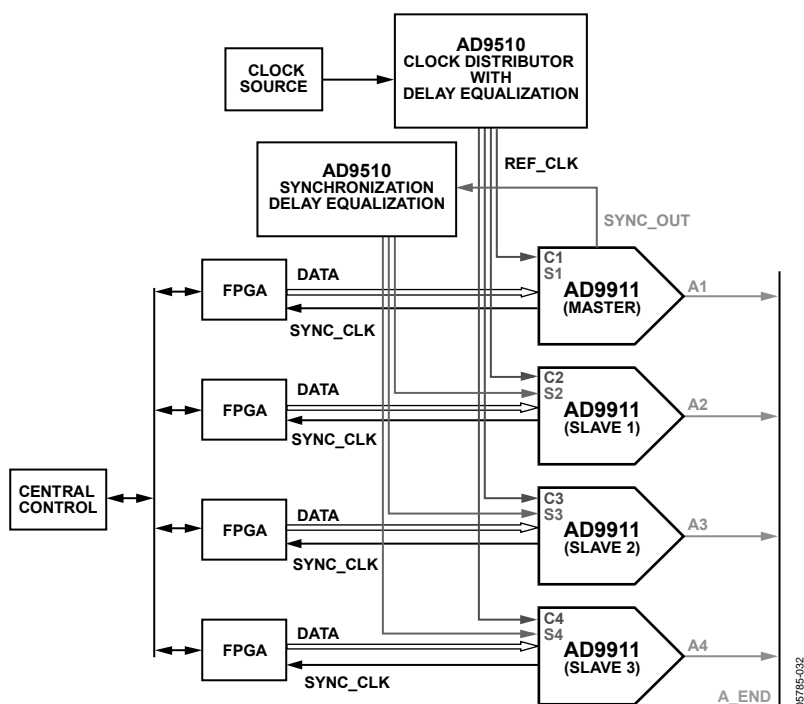 AD9510
CLOCK DISTRIBUTOR
WITH
DELAY EQUALIZATION
CLOCK
SOURCE
REF_CLK
AD9510
SYNCHRONIZATION
DELAY EQUALIZATION
SYNC_OUT
FPGA
DATA
SYNC_CLK
C1
S1
AD9911
(MASTER)
A1
FPGA
DATA
SYNC_CLK
C2
S2
AD9911
(SLAVE 1)
A2
CENTRAL
CONTROL
FPGA
DATA
SYNC_CLK
C3
S3
AD9911
(SLAVE 2)
A3
FPGA
DATA
SYNC_CLK
C4
S4
AD9911
(SLAVE 3)
A4
A_END
05785-032